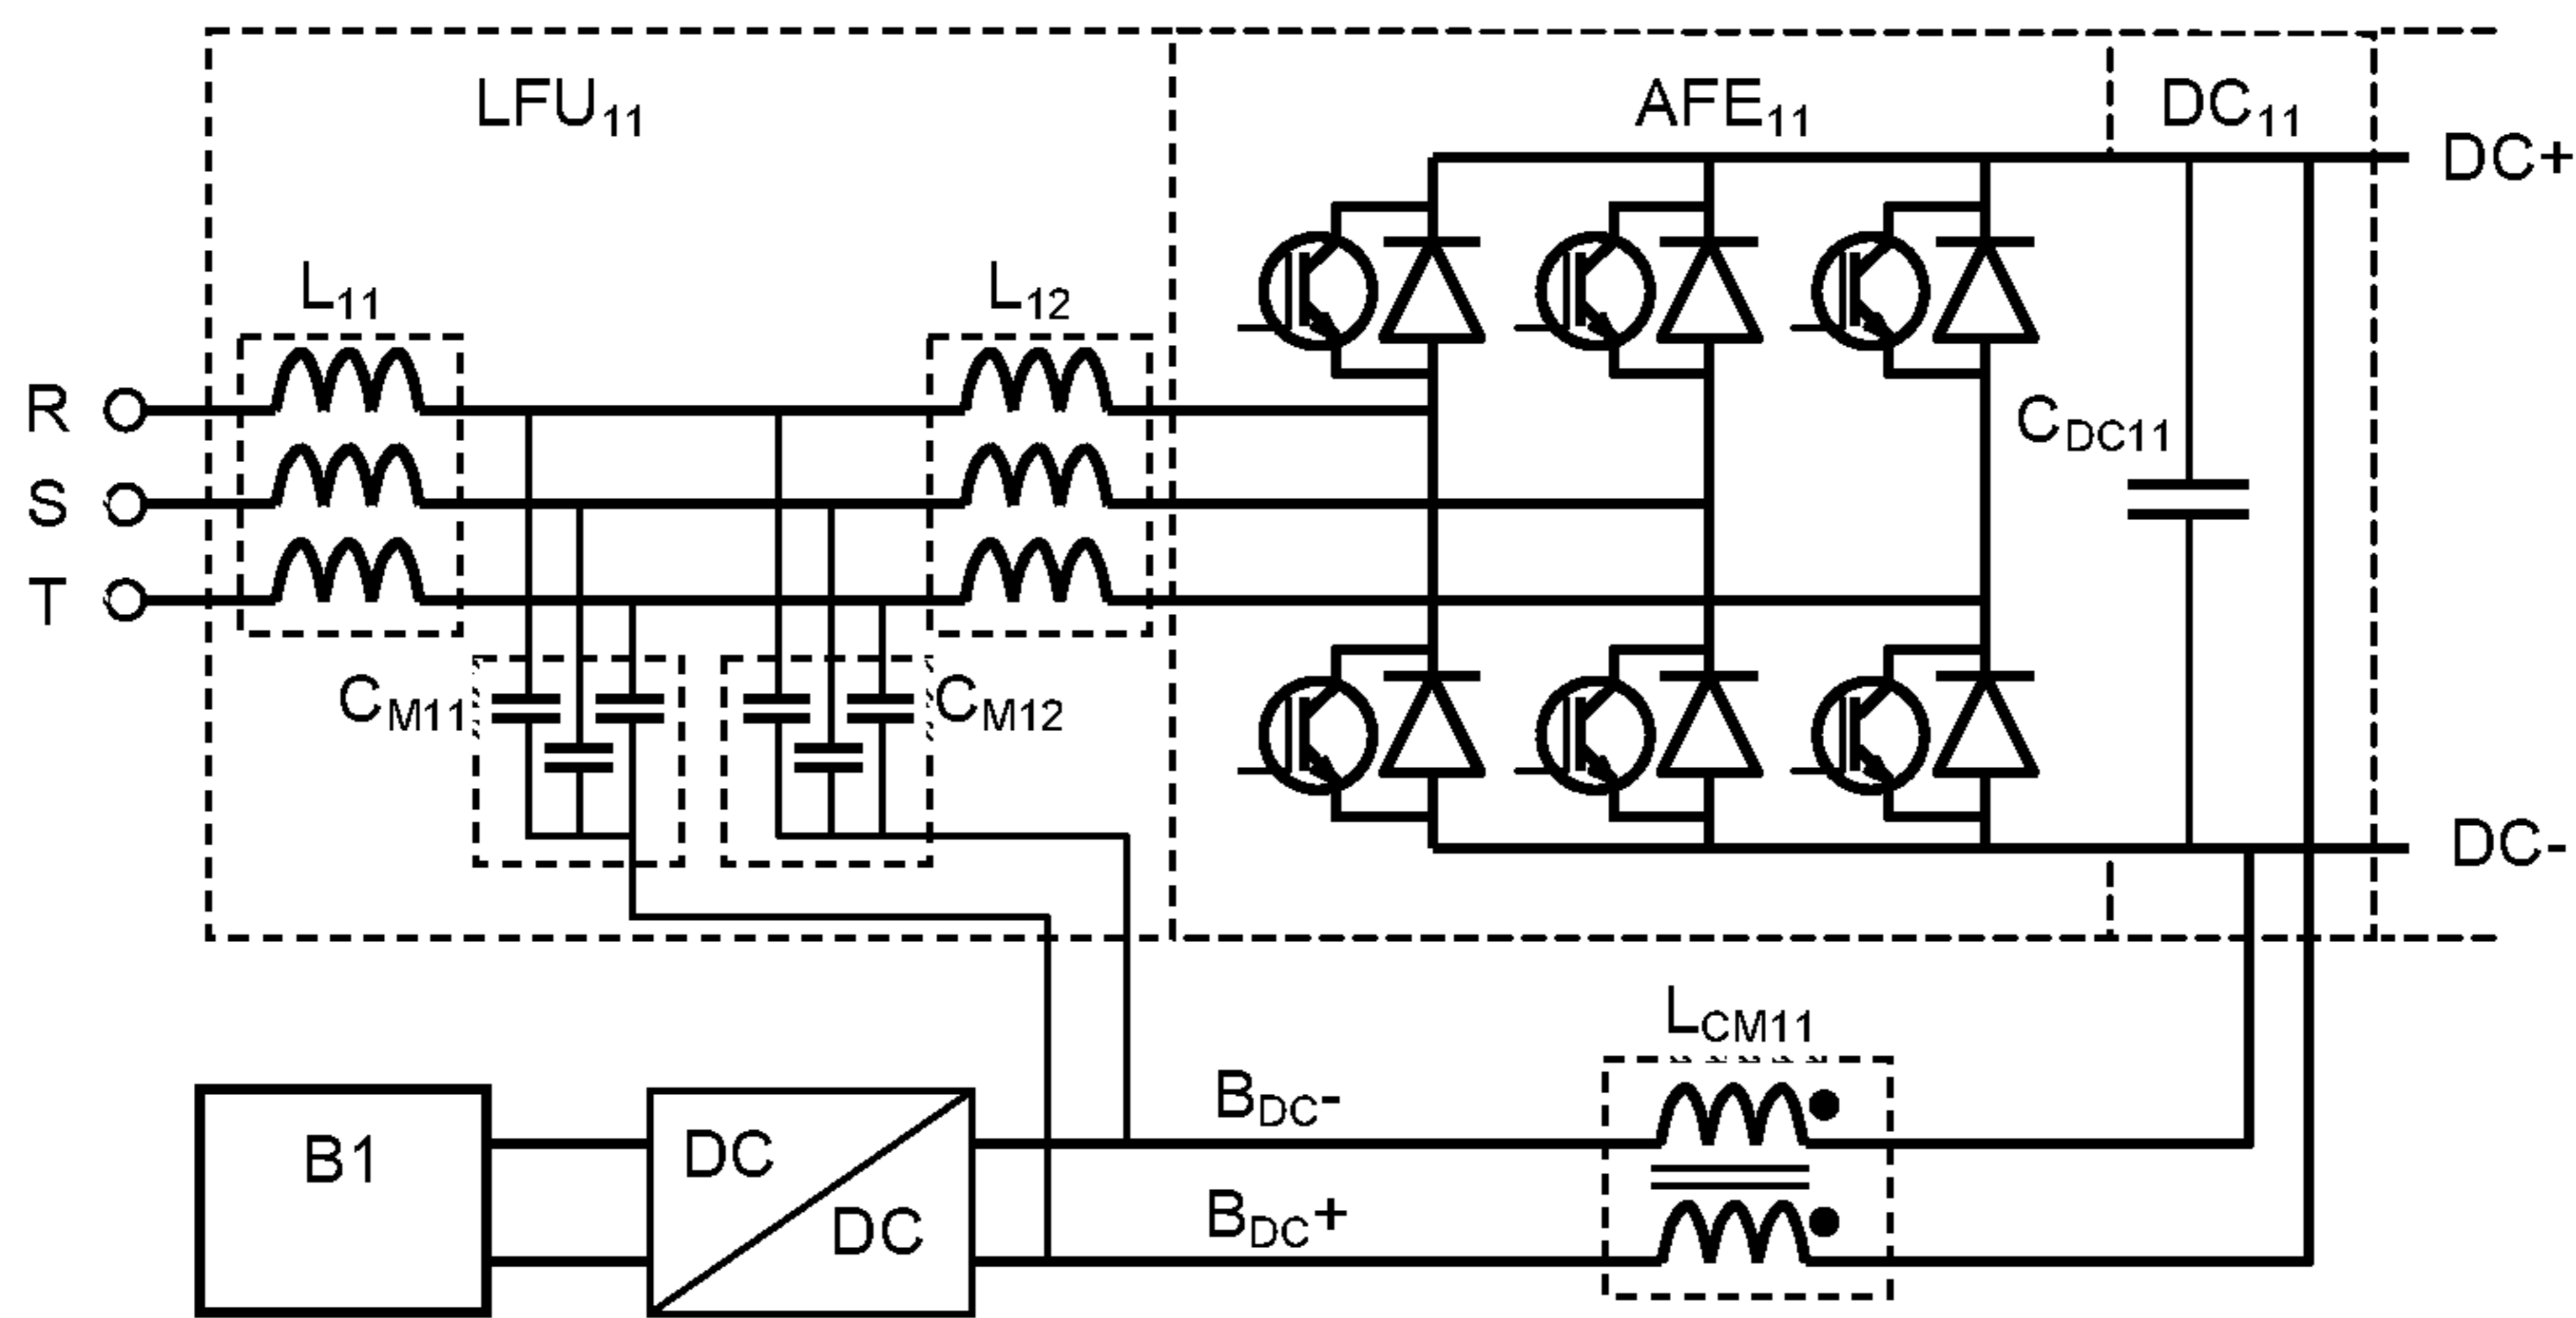 LFU11
AFE11
DC11
DC+
L11
L12
R
S
T
CDC11
CM11
CM12
DC-
LCM11
BDC-
B1
DC
DC
BDC+